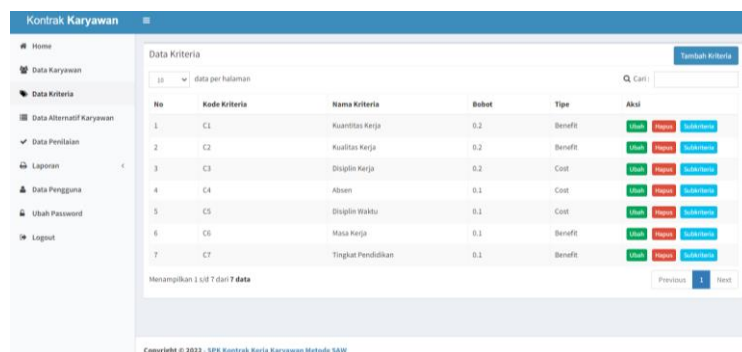 Kontrak Karyawan
Home
Data Karyawan
Data Kriteria
Data Alternatif Karyawan
Data Penilaian
Laporan
Data Pengguna
Ubah Password
Logout
Data Kriteria
Tambah Kriteria
10 data per halaman
Cari :
No Kode Kriteria Nama Kriteria Bobot Tipe Aksi
1 C1 Kuantitas Kerja 0.2 Benefit Ubah Hapus Subkriteria
2 C2 Kualitas Kerja 0.2 Benefit Ubah Hapus Subkriteria
3 C3 Disiplin Kerja 0.2 Cost Ubah Hapus Subkriteria
4 C4 Absen 0.1 Cost Ubah Hapus Subkriteria
5 C5 Disiplin Waktu 0.1 Cost Ubah Hapus Subkriteria
6 C6 Masa Kerja 0.1 Benefit Ubah Hapus Subkriteria
7 C7 Tingkat Pendidikan 0.1 Benefit Ubah Hapus Subkriteria
Menampilkan 1 s/d 7 dari 7 data
Previous 1 Next
Copyright © 2022 - SPK Kontrak Kerja Karyawan Metode SAW